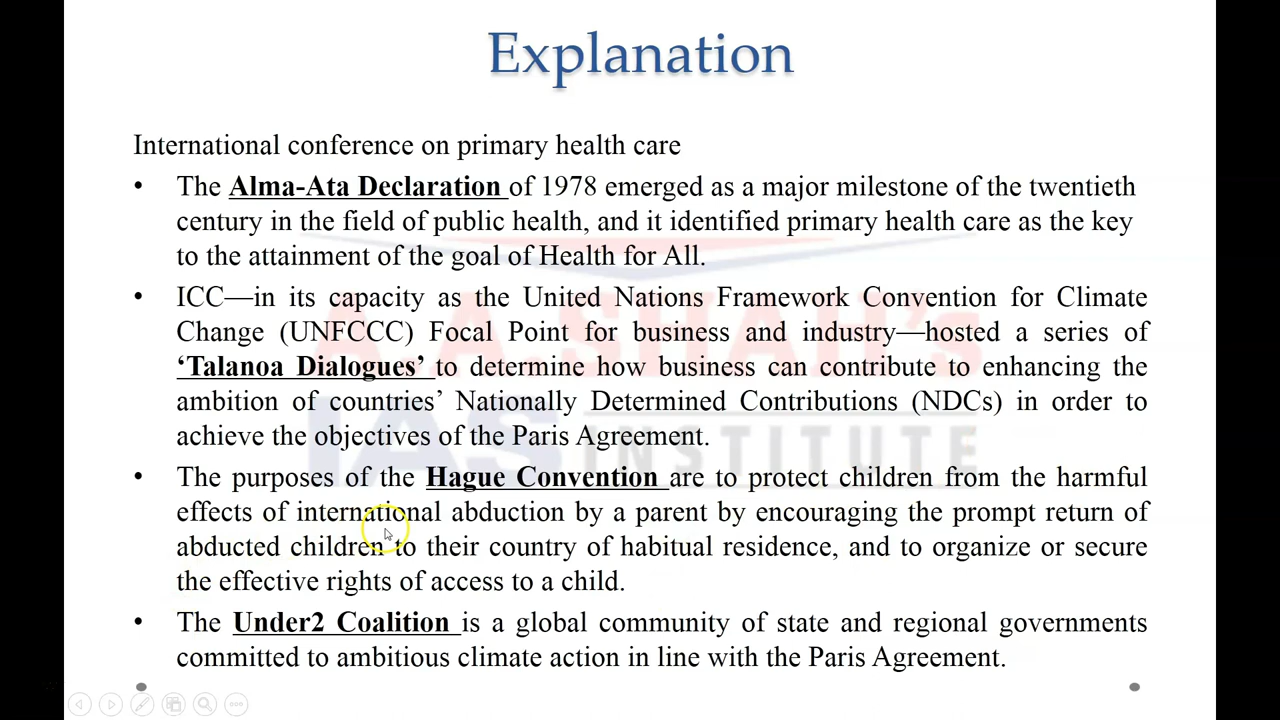 Explanation
International conference on primary health care
• The Alma-Ata Declaration of 1978 emerged as a major milestone of the twentieth
century in the field of public health, and it identified primary health care as the key
to the attainment of the goal of Health for All.
• ICC—in its capacity as the United Nations Framework Convention for Climate
Change (UNFCCC) Focal Point for business and industry—hosted a series of
‘Talanoa Dialogues’ to determine how business can contribute to enhancing the
ambition of countries’ Nationally Determined Contributions (NDCs) in order to
achieve the objectives of the Paris Agreement.
• The purposes of the Hague Convention are to protect children from the harmful
effects of international abduction by a parent by encouraging the prompt return of
abducted children to their country of habitual residence, and to organize or secure
the effective rights of access to a child.
• The Under2 Coalition is a global community of state and regional governments
committed to ambitious climate action in line with the Paris Agreement.
A.A.SHAH's
IAS INSTITUTE